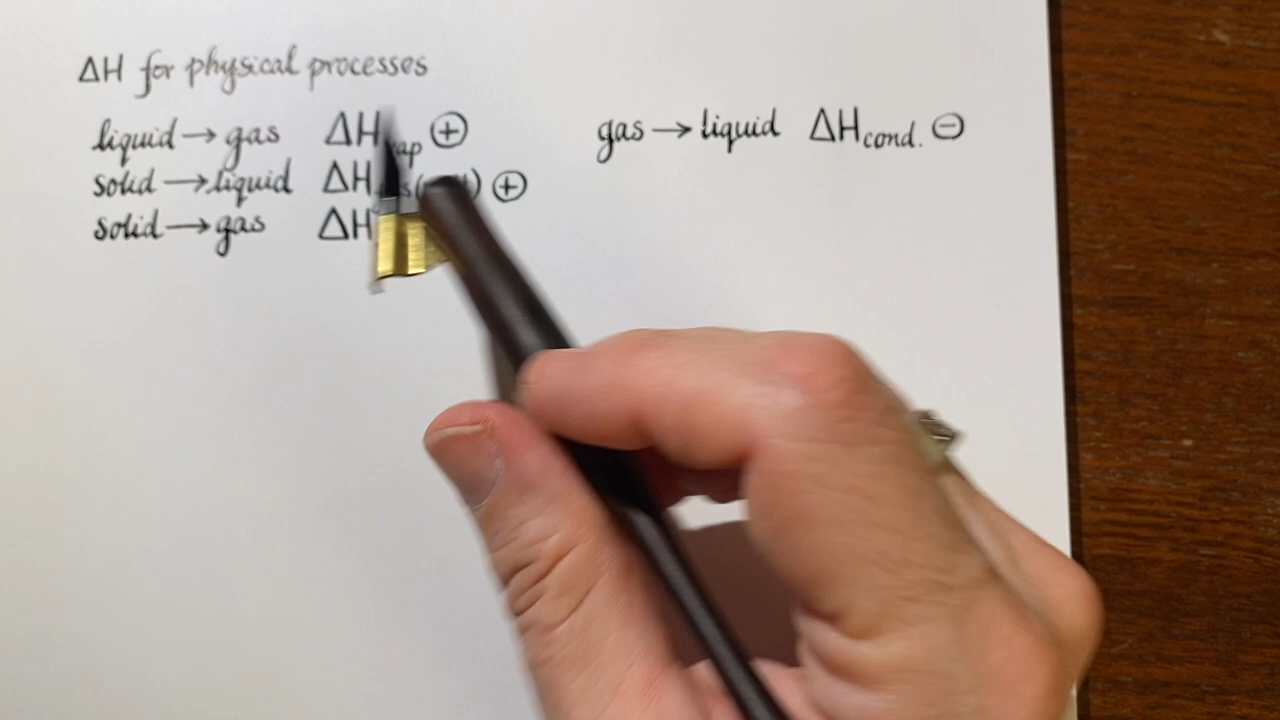 ΔH for physical processes
liquid → gas ΔH ⊕ gas → liquid ΔHcond. ⊖
solid → liquid ΔH ⊕
solid → gas ΔH